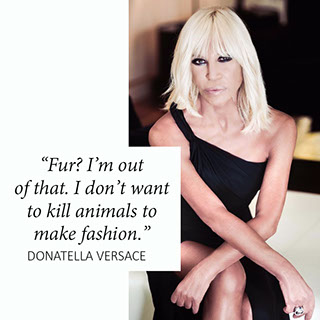 “Fur? I’m out
of that. I don’t want
to kill animals to
make fashion.”
DONATELLA VERSACE